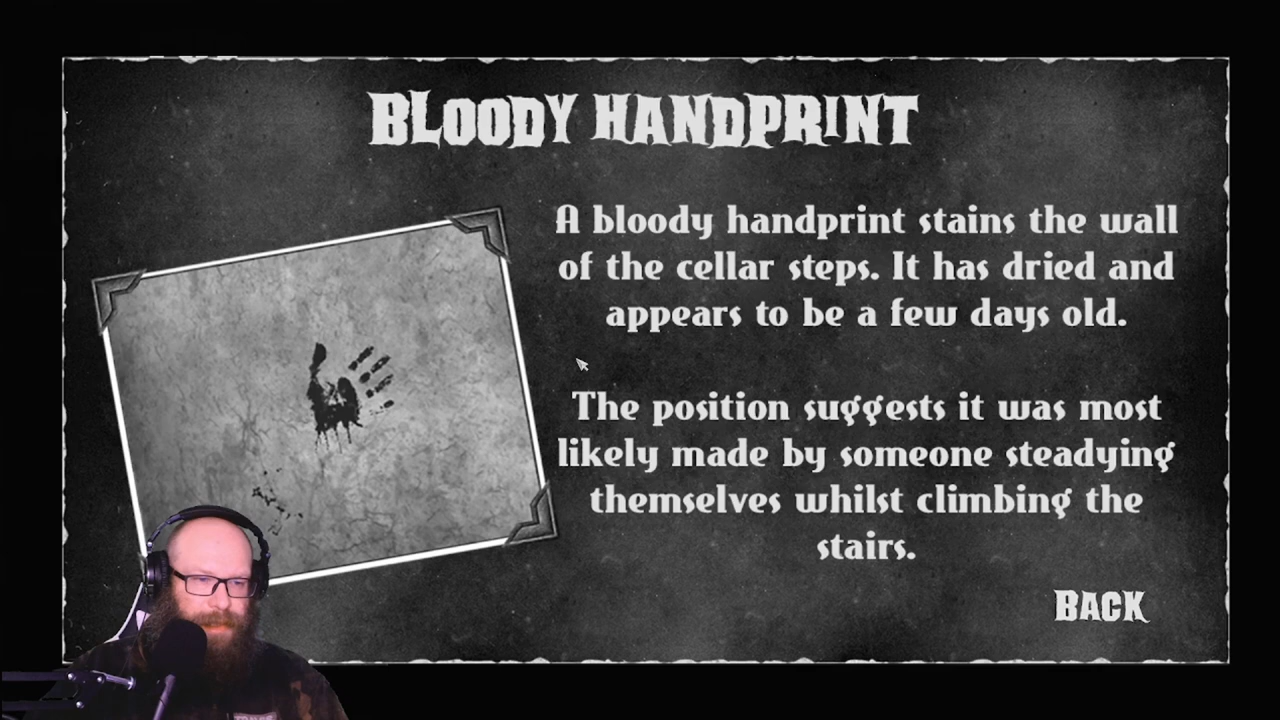 BLOODY HANDPRINT
A bloody handprint stains the wall
of the cellar steps. It has dried and
appears to be a few days old.
The position suggests it was most
likely made by someone steadying
themselves whilst climbing the
stairs.
BACK